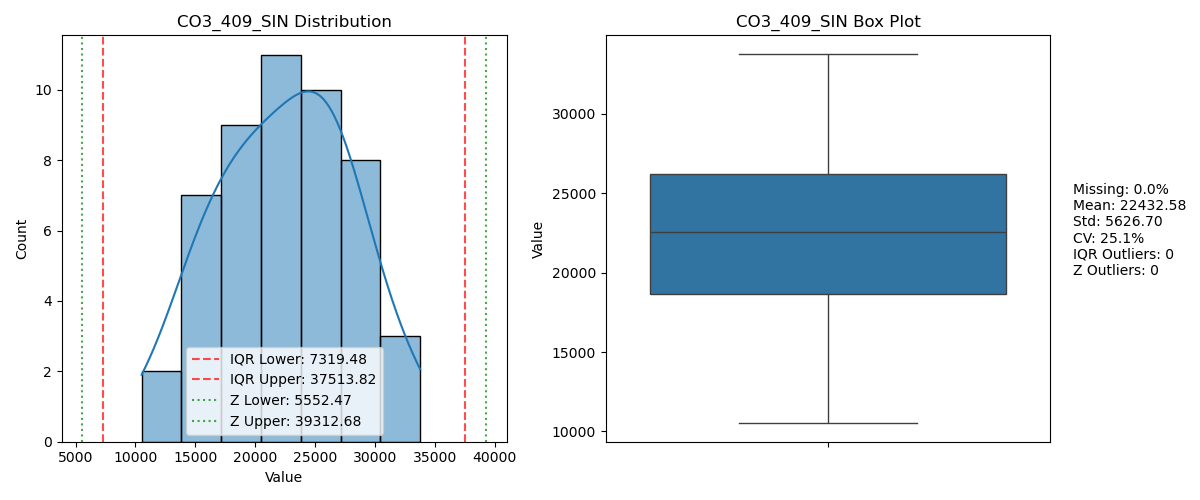 CO3_409_SIN Distribution
Count
10
8
6
4
2
0
IQR Lower: 7319.48
IQR Upper: 37513.82
Z Lower: 5552.47
Z Upper: 39312.68
5000 10000 15000 20000 25000 30000 35000 40000
Value
CO3_409_SIN Box Plot
Value
30000
25000
20000
15000
10000
Missing: 0.0%
Mean: 22432.58
Std: 5626.70
CV: 25.1%
IQR Outliers: 0
Z Outliers: 0